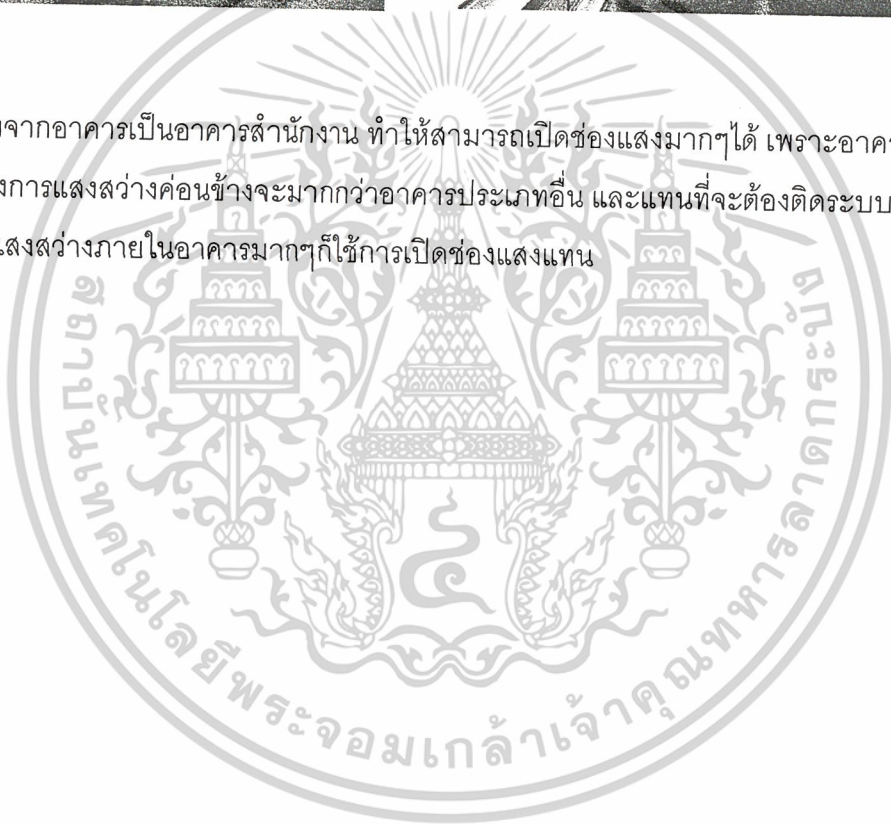 จากอาคารเป็นอาคารสำนักงาน ทำให้สามารถเปิดช่องแสงมากๆได้ เพราะอาคา
การแสงสว่างค่อนข้างจะมากกว่าอาคารประเภทอื่น และแทนที่จะต้องติดระบบ
แสงสว่างภายในอาคารมากๆก็ใช้การเปิดช่องแสงแทน
สถาบันเทคโนโลยีพระจอมเกล้าเจ้าคุณทหารลาดกระบัง
๔